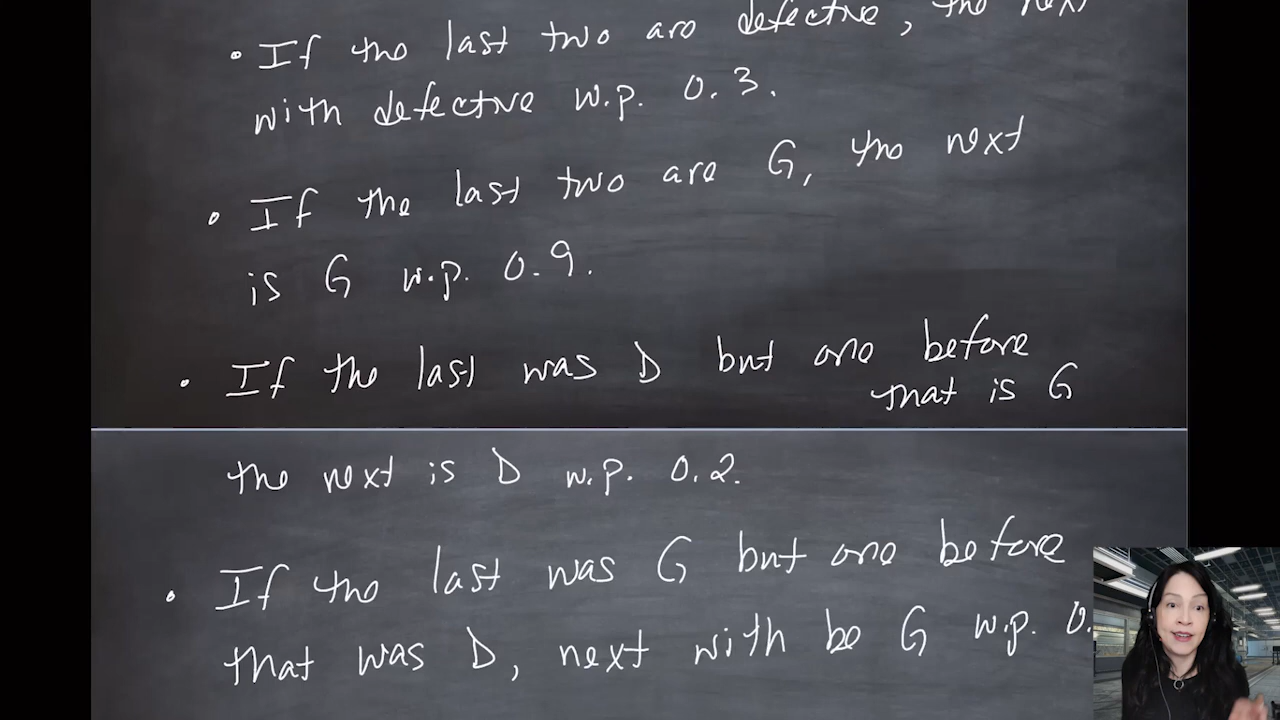 • If the last two are defective, the next
with defective w.p. 0.3.
• If the last two are G, the next
is G w.p. 0.9.
• If the last was D but one before
that is G
the next is D w.p. 0.2.
• If the last was G but one before
that was D, next with be G w.p. 0.